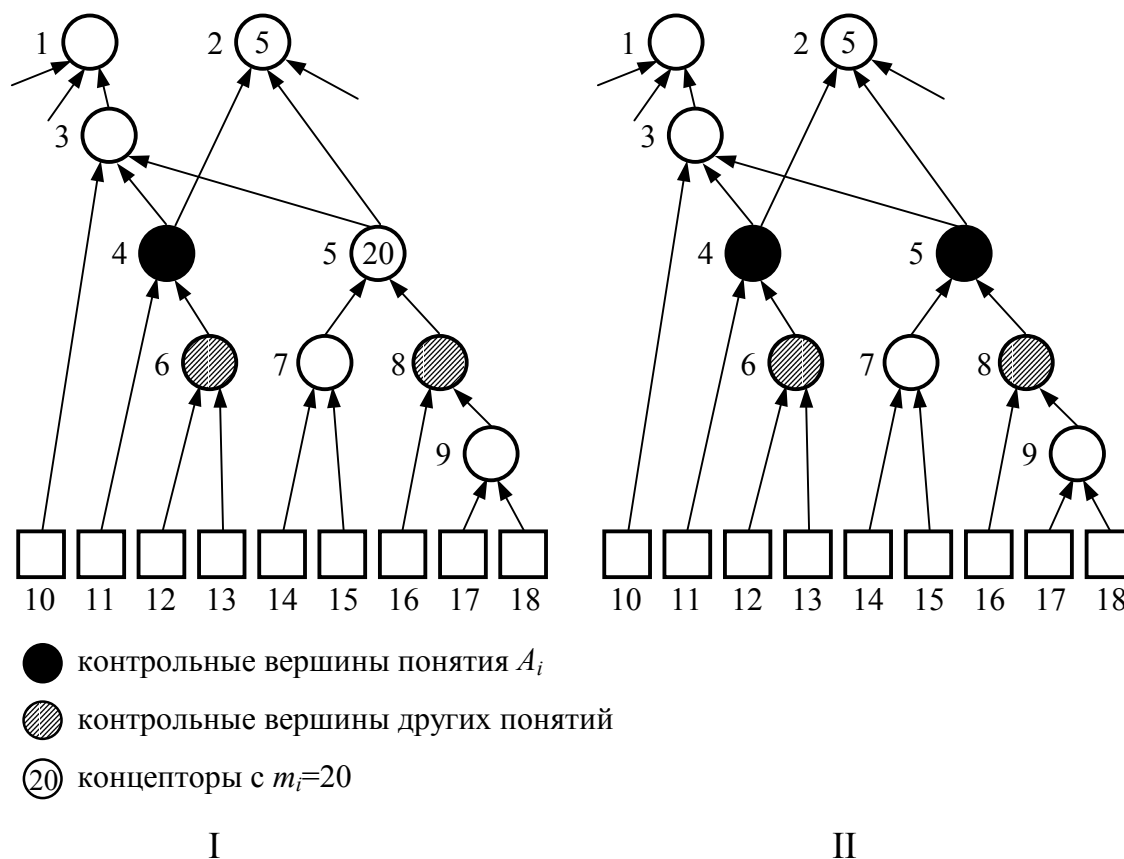 1 2 5 1 2 5
3 3
4 5 20 4 5
6 7 8 6 7 8
9 9
10 11 12 13 14 15 16 17 18 10 11 12 13 14 15 16 17 18
контрольные вершины понятия Ai
контрольные вершины других понятий
20 концепторы с mi=20
I II